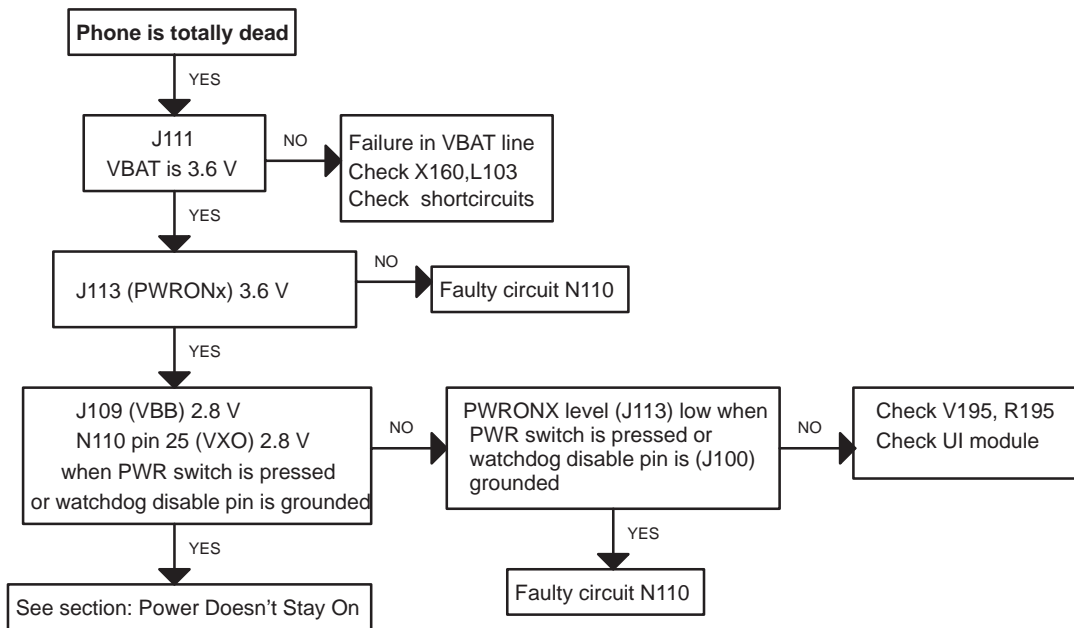 Phone is totally dead
YES
J111
VBAT is 3.6 V
NO
Failure in VBAT line
Check X160,L103
Check shortcircuits
YES
J113 (PWRONx) 3.6 V
NO
Faulty circuit N110
YES
J109 (VBB) 2.8 V
N110 pin 25 (VXO) 2.8 V
when PWR switch is pressed
or watchdog disable pin is grounded
NO
PWRONX level (J113) low when
PWR switch is pressed or
watchdog disable pin is (J100)
grounded
NO
Check V195, R195
Check UI module
YES
See section: Power Doesn't Stay On
YES
Faulty circuit N110